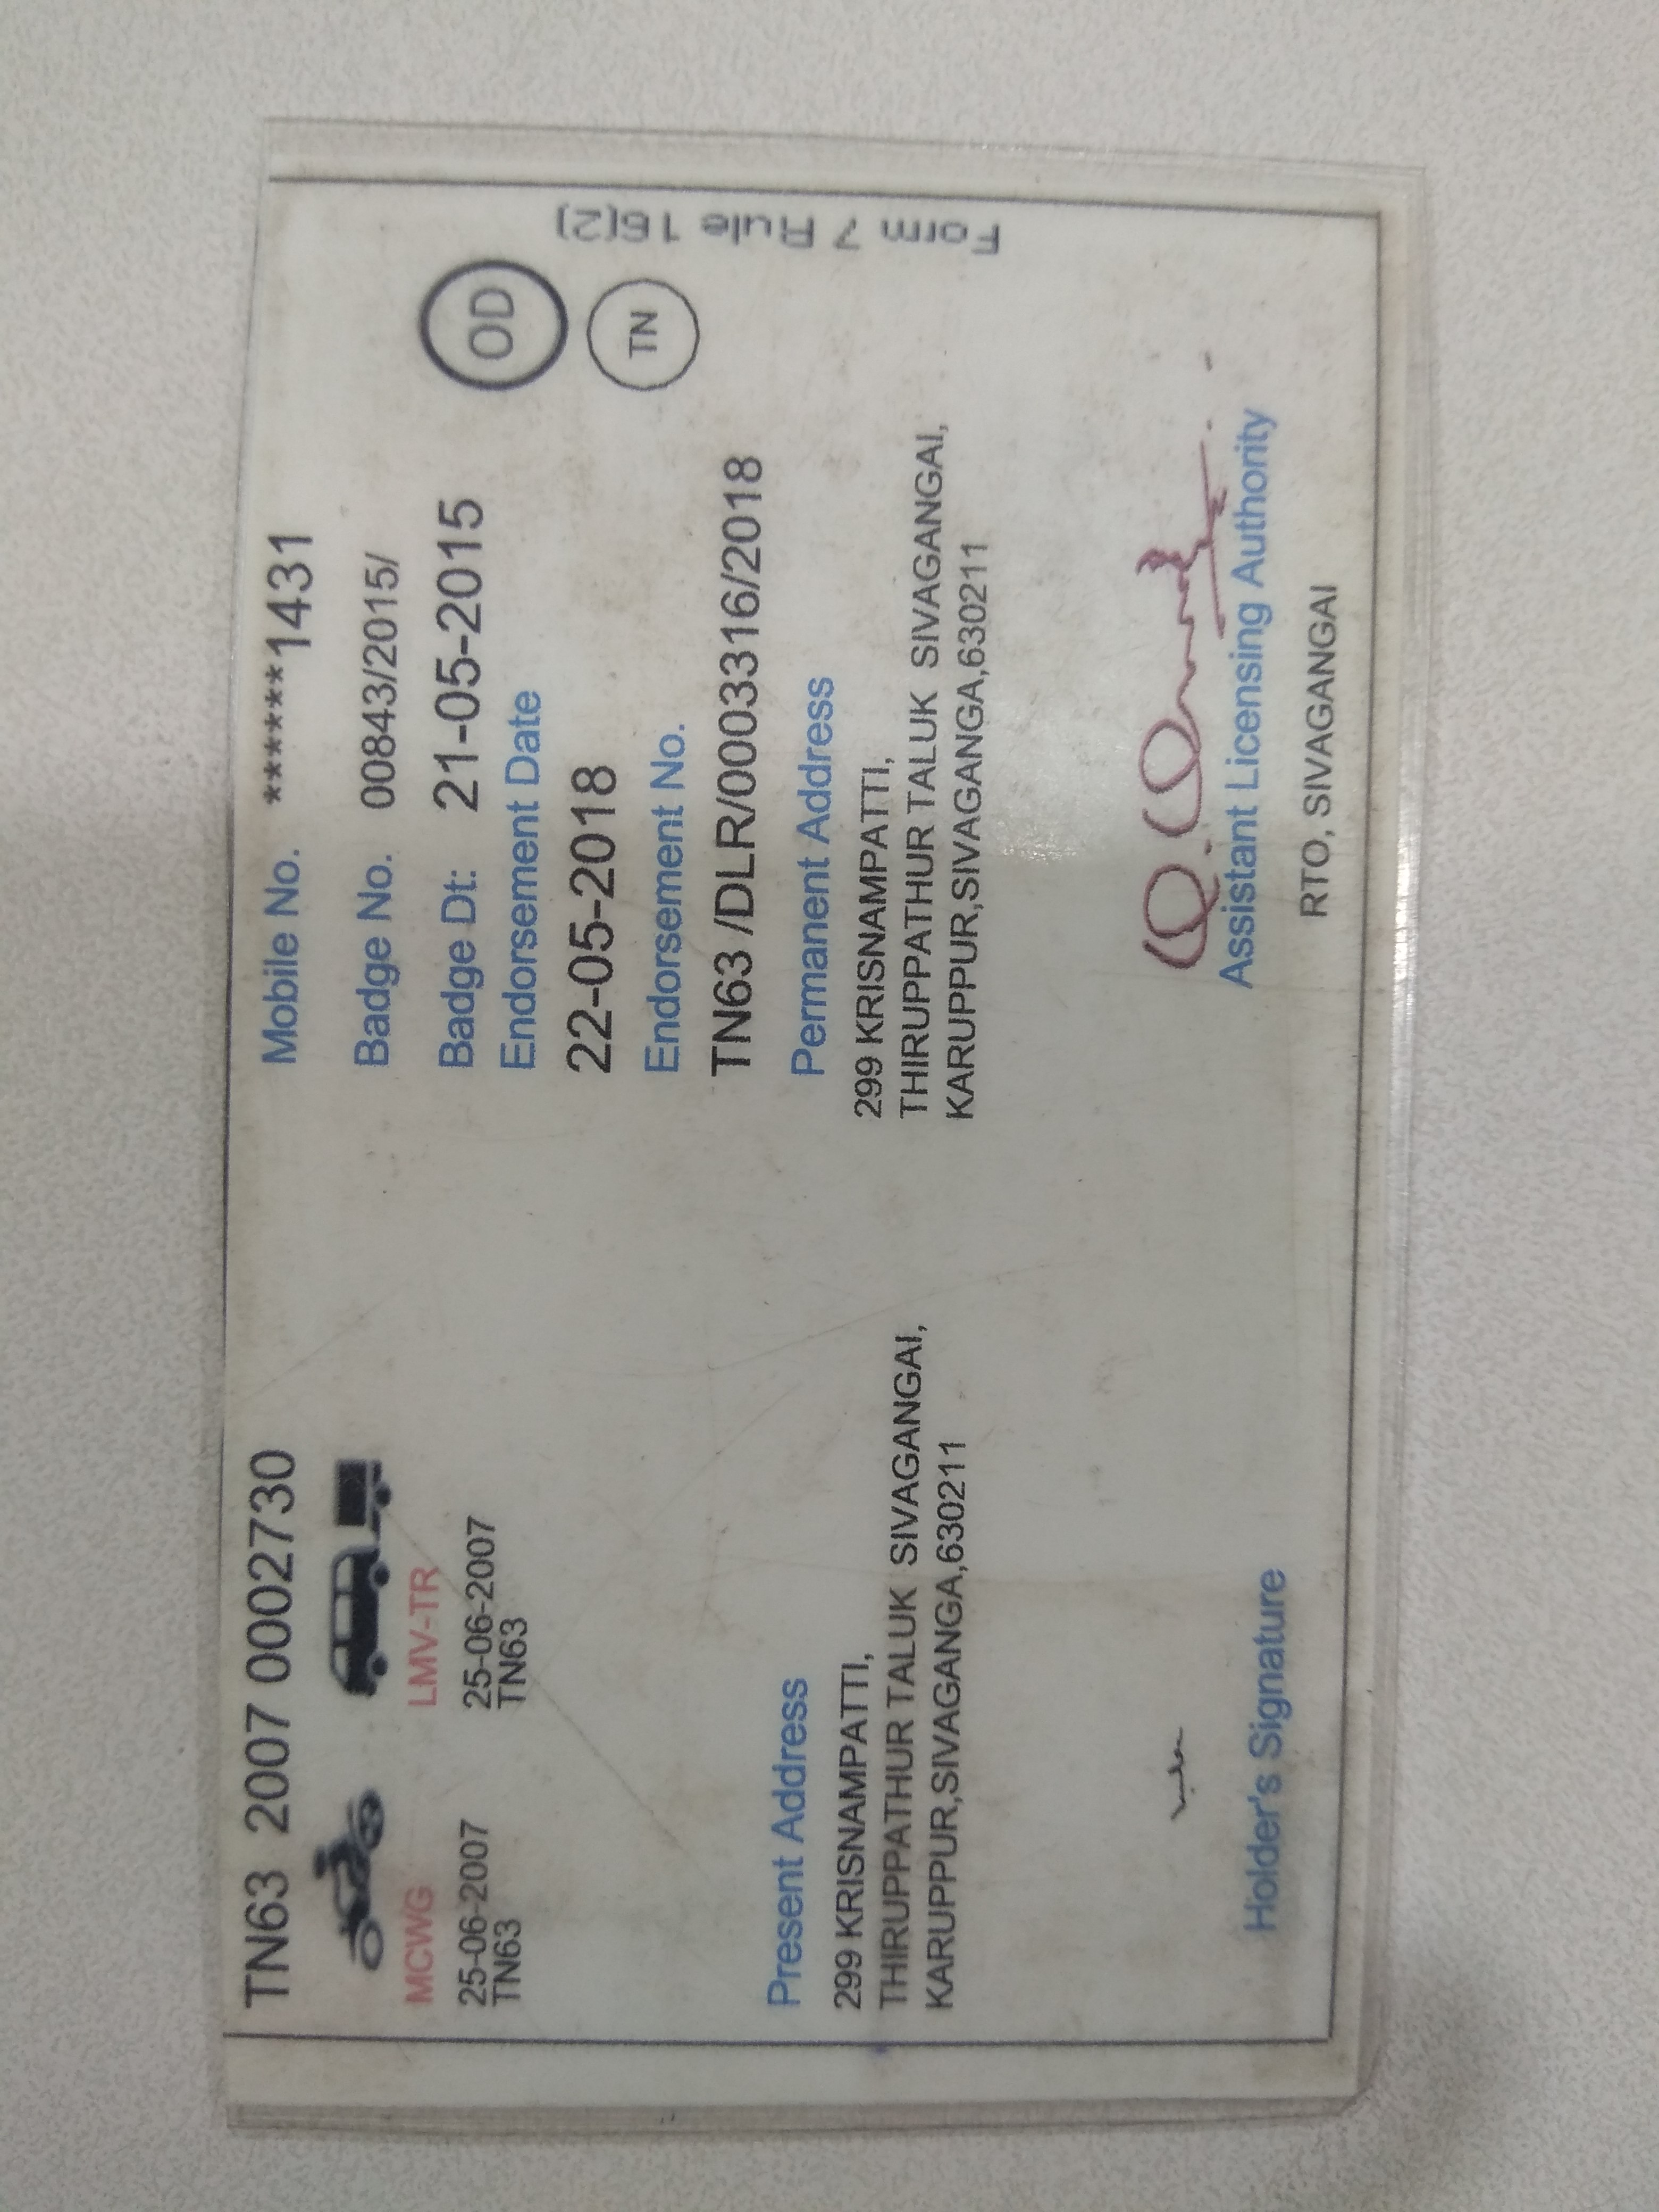 TN63 2007 0002730
MCWG
25-06-2007
TN63
LMV-TR
25-06-2007
TN63
Present Address
299 KRISNAMPATTI,
THIRUPPATHUR TALUK SIVAGANGAI,
KARUPPUR,SIVAGANGA,630211
Holder's Signature
Mobile No. ******1431
Badge No. 00843/2015/
Badge Dt: 21-05-2015
Endorsement Date
22-05-2018
Endorsement No.
TN63 /DLR/0003316/2018
Permanent Address
299 KRISNAMPATTI,
THIRUPPATHUR TALUK SIVAGANGAI,
KARUPPUR,SIVAGANGA,630211
Assistant Licensing Authority
RTO, SIVAGANGAI
OD
TN
Form 7 Rule 16(2)